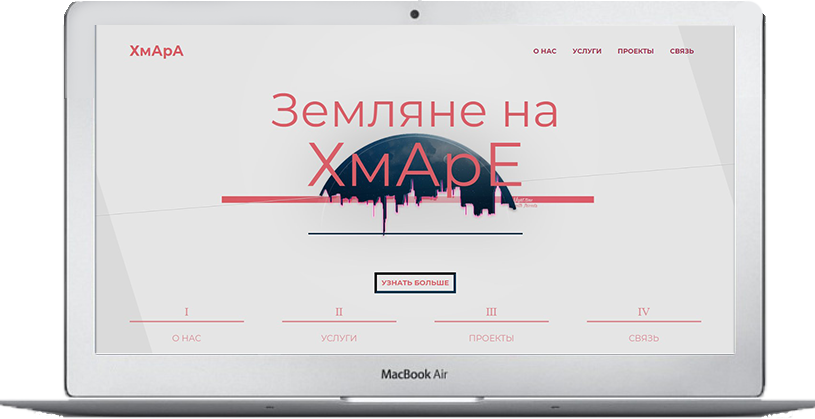 ХмАрА
О НАС УСЛУГИ ПРОЕКТЫ СВЯЗЬ
Земляне на
ХмАрЕ
УЗНАТЬ БОЛЬШЕ
I II III IV
О НАС УСЛУГИ ПРОЕКТЫ СВЯЗЬ
MacBook Air